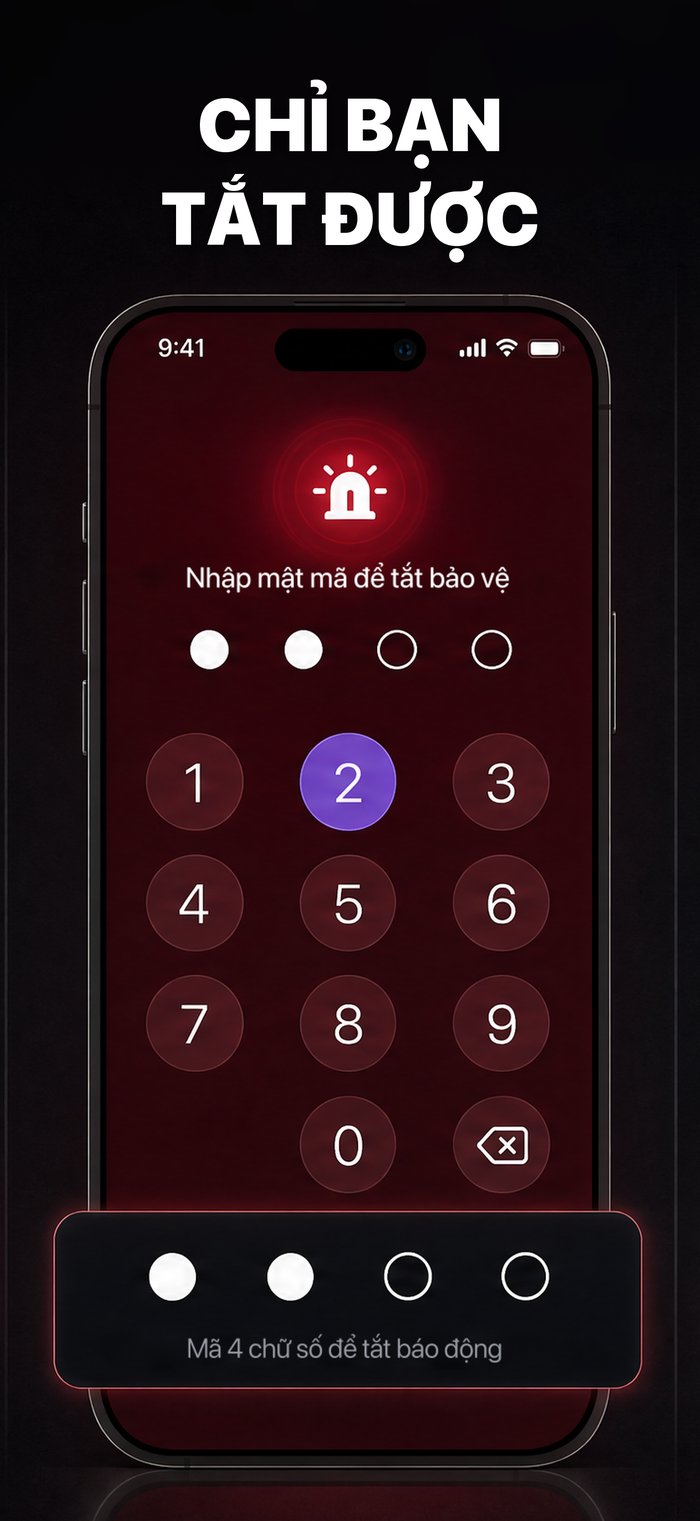 CHỈ BẠN
TẮT ĐƯỢC
9:41
Nhập mật mã để tắt bảo vệ
1 2 3
4 5 6
7 8 9
0
Mã 4 chữ số để tắt báo động